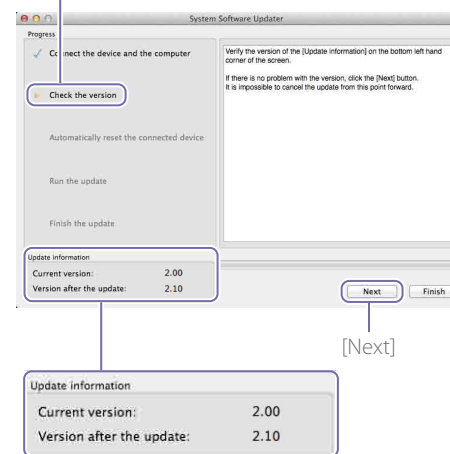 System Software Updater
Progress
Connect the device and the computer
Check the version
Automatically reset the connected device
Run the update
Finish the update
Verify the version of the [Update information] on the bottom left hand
corner of the screen.
If there is no problem with the version, click the [Next] button.
It is impossible to cancel the update from this point forward.
Update information
Current version: 2.00
Version after the update: 2.10
Next
Finish
[Next]
Update information
Current version: 2.00
Version after the update: 2.10